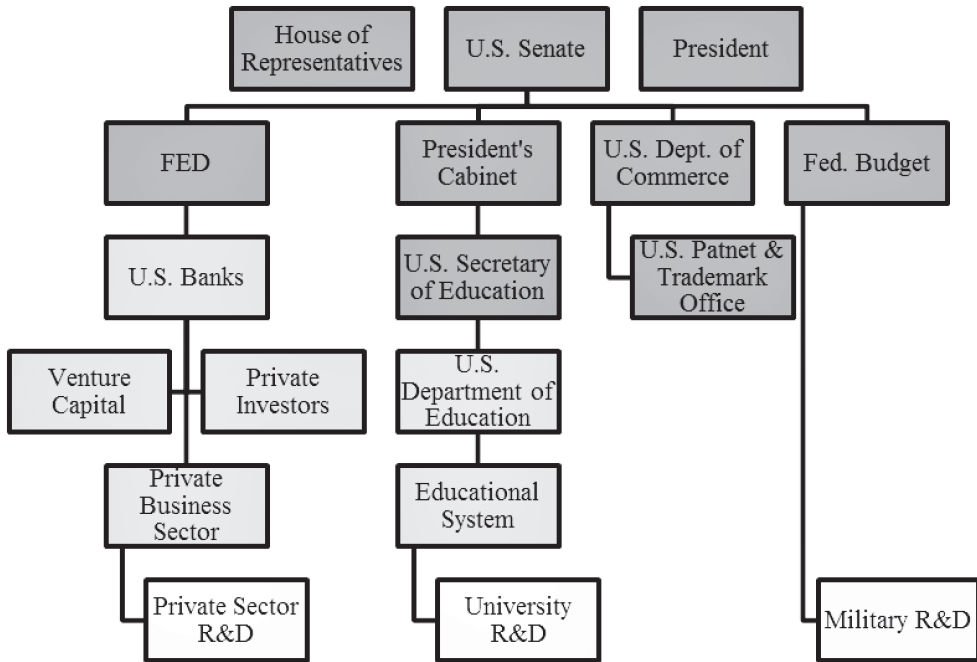 House of
Representatives
U.S. Senate
President
FED
President's
Cabinet
U.S. Dept. of
Commerce
Fed. Budget
U.S. Banks
U.S. Secretary
of Education
U.S. Patnet &
Trademark
Office
Venture
Capital
Private
Investors
U.S.
Department of
Education
Private
Business
Sector
Educational
System
Private Sector
R&D
University
R&D
Military R&D